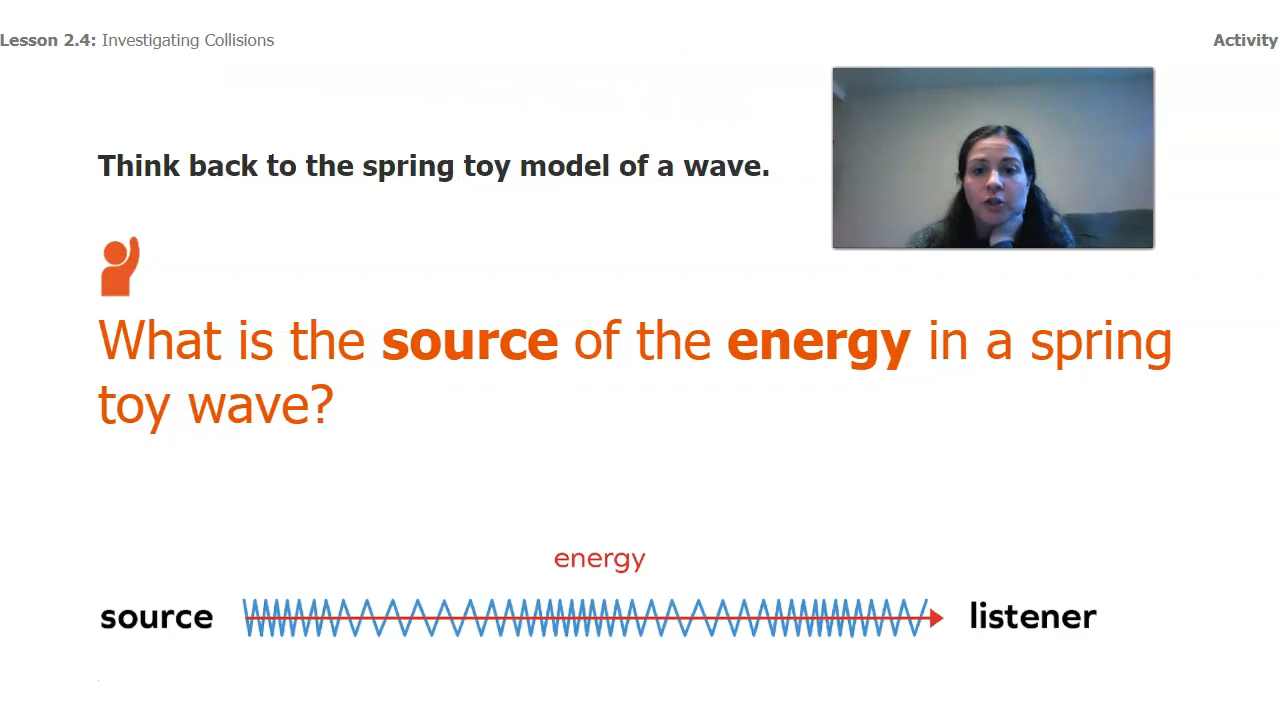 Lesson 2.4: Investigating Collisions
Activity
Think back to the spring toy model of a wave.
What is the source of the energy in a spring
toy wave?
energy
source
listener